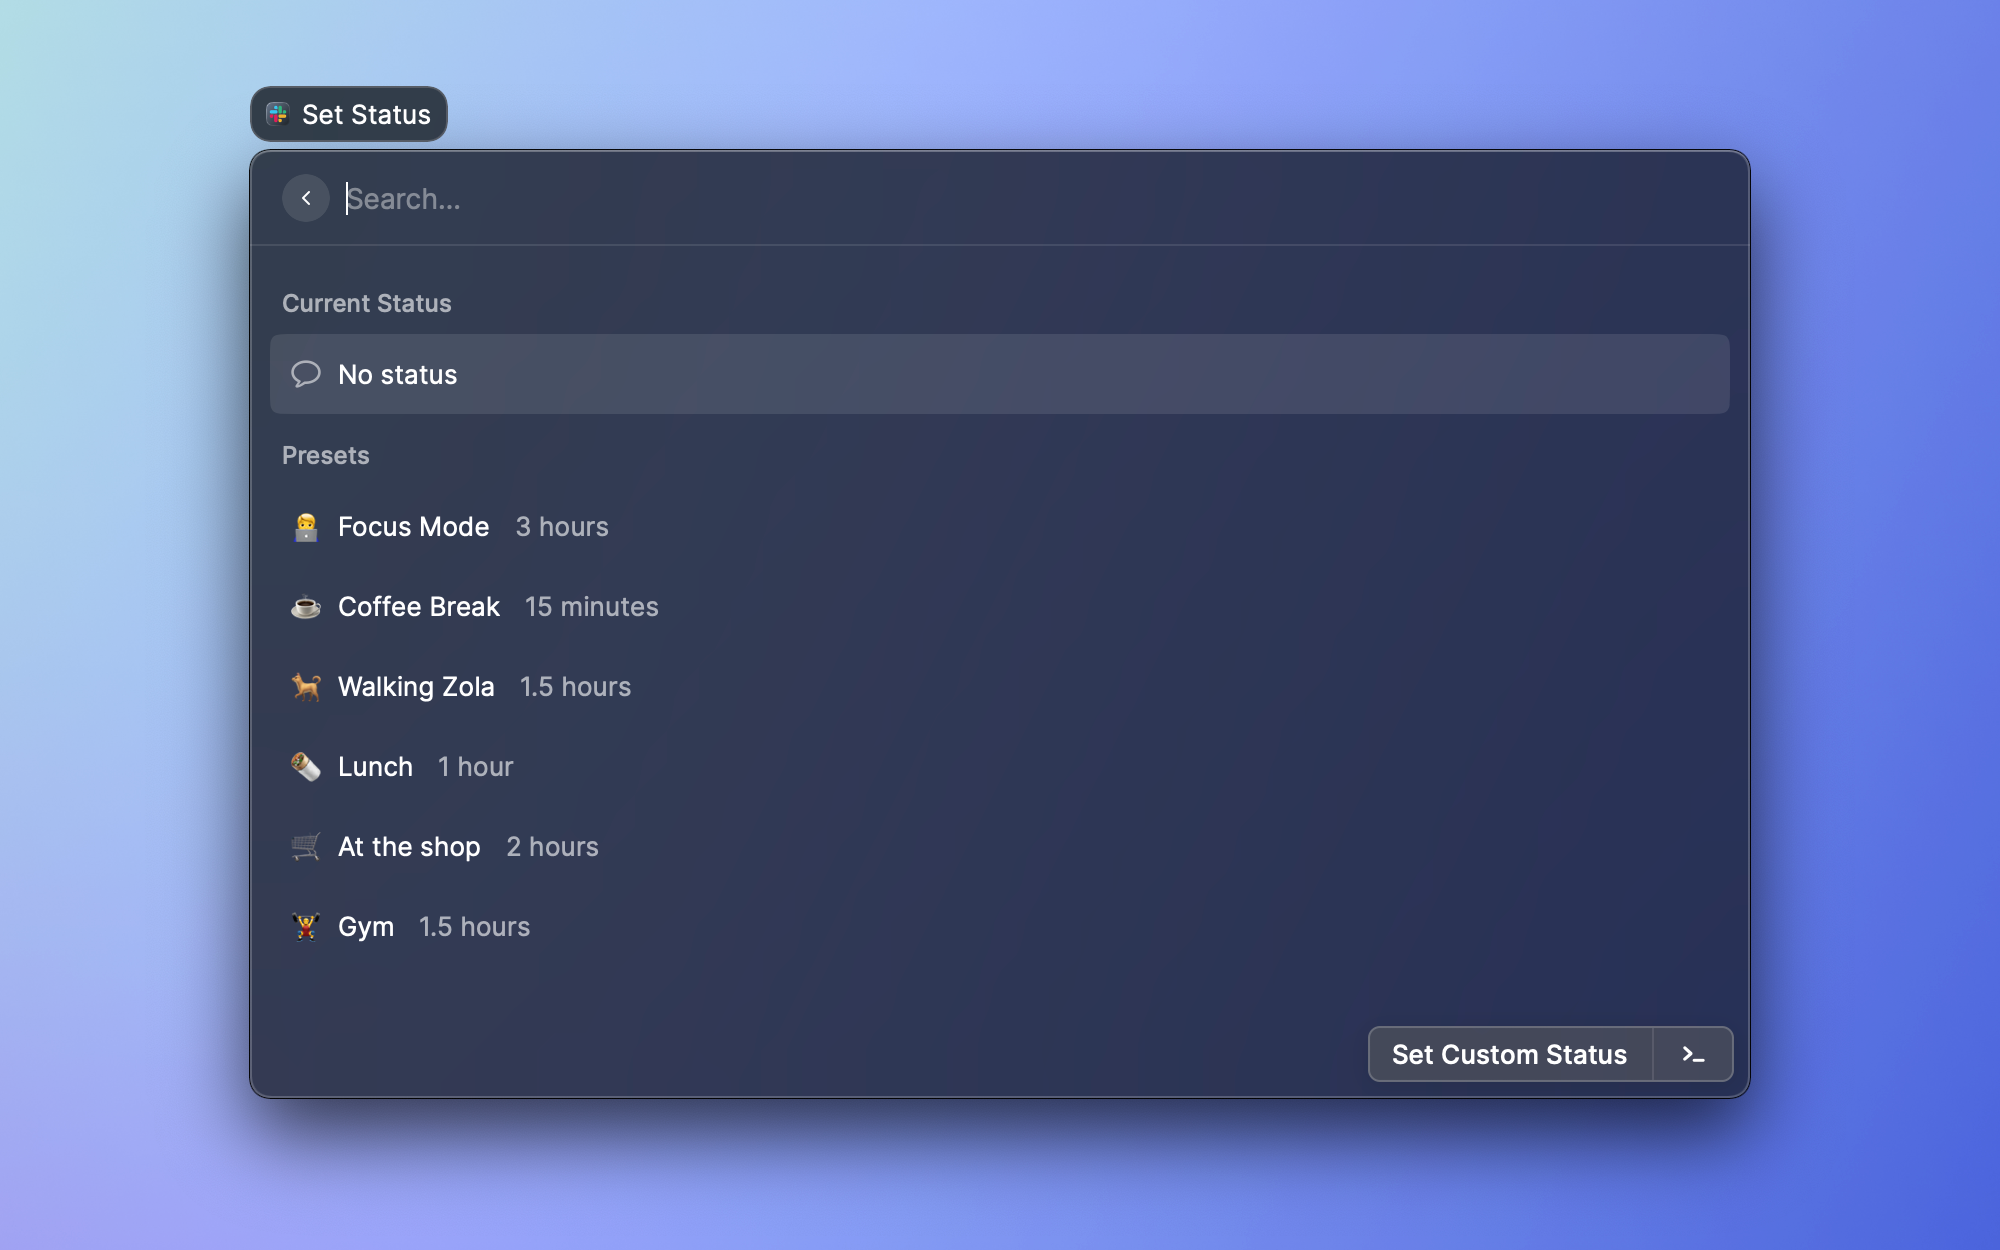 Set Status
Search...
Current Status
No status
Presets
Focus Mode 3 hours
Coffee Break 15 minutes
Walking Zola 1.5 hours
Lunch 1 hour
At the shop 2 hours
Gym 1.5 hours
Set Custom Status